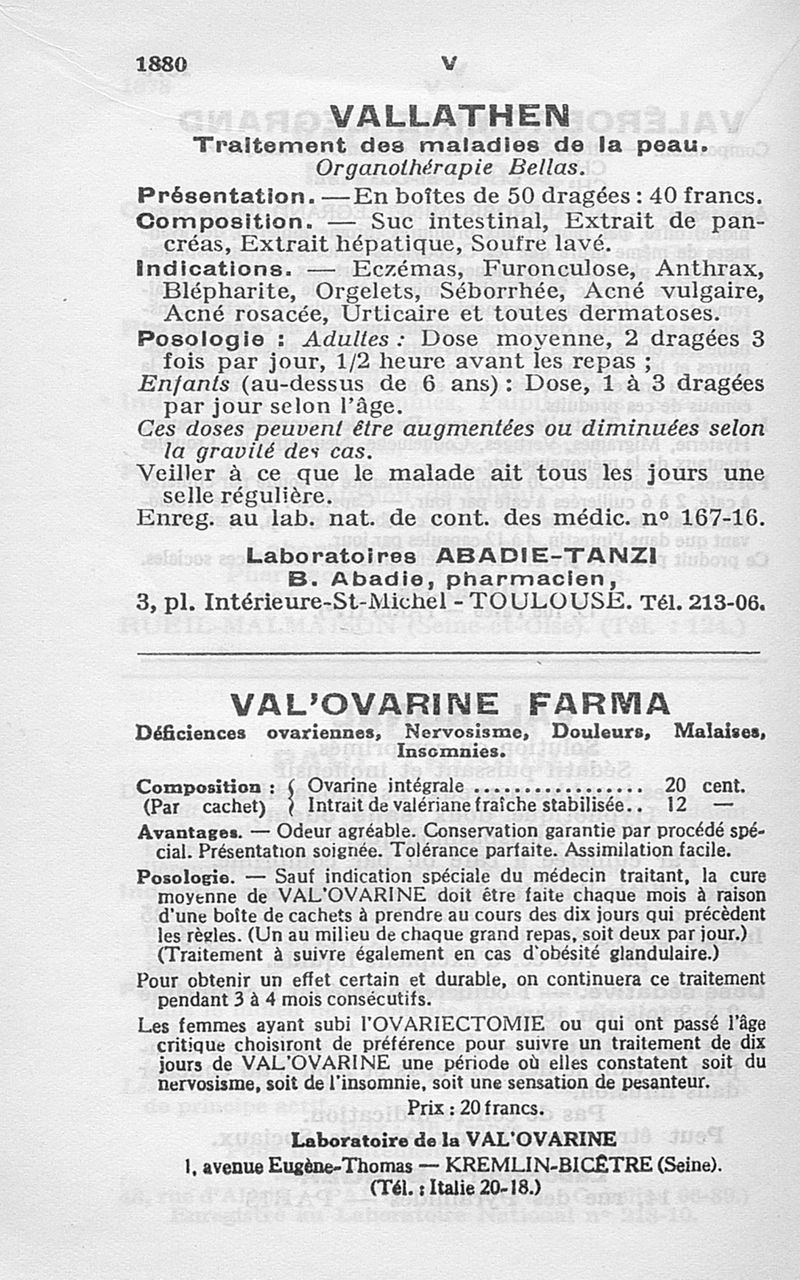 1880 V
VALLATHEN
Traitement des maladies de la peau.
Organothérapie Bellas.
Présentation. — En boîtes de 50 dragées : 40 francs.
Composition. — Suc intestinal, Extrait de pan-
créas, Extrait hépatique, Soufre lavé.
Indications. — Eczémas, Furonculose, Anthrax,
Blépharite, Orgelets, Séborrhée, Acné vulgaire,
Acné rosacée, Urticaire et toutes dermatoses.
Posologie : Adultes : Dose moyenne, 2 dragées 3
fois par jour, 1/2 heure avant les repas ;
Enfants (au-dessus de 6 ans) : Dose, 1 à 3 dragées
par jour selon l'âge.
Ces doses peuvent être augmentées ou diminuées selon
la gravité des cas.
Veiller à ce que le malade ait tous les jours une
selle régulière.
Enreg. au lab. nat. de cont. des médic. nº 167-16.
Laboratoires ABADIE-TANZI
B. Abadie, pharmacien,
3, pl. Intérieure-St-Michel - TOULOUSE. Tél. 213-06.
VAL'OVARINE FARMA
Déficiences ovariennes, Nervosisme, Douleurs, Malaises,
Insomnies.
Composition : { Ovarine intégrale .................. 20 cent.
(Par cachet) { Intrait de valériane fraîche stabilisée.. 12 —
Avantages. — Odeur agréable. Conservation garantie par procédé spé-
cial. Présentation soignée. Tolérance parfaite. Assimilation facile.
Posologie. — Sauf indication spéciale du médecin traitant, la cure
moyenne de VAL'OVARINE doit être faite chaque mois à raison
d'une boîte de cachets à prendre au cours des dix jours qui précèdent
les règles. (Un au milieu de chaque grand repas, soit deux par jour.)
(Traitement à suivre également en cas d'obésité glandulaire.)
Pour obtenir un effet certain et durable, on continuera ce traitement
pendant 3 à 4 mois consécutifs.
Les femmes ayant subi l'OVARIECTOMIE ou qui ont passé l'âge
critique choisiront de préférence pour suivre un traitement de dix
jours de VAL'OVARINE une période où elles constatent soit du
nervosisme, soit de l'insomnie, soit une sensation de pesanteur.
Prix : 20 francs.
Laboratoire de la VAL'OVARINE
1, avenue Eugène-Thomas — KREMLIN-BICÊTRE (Seine).
(Tél. : Italie 20-18.)